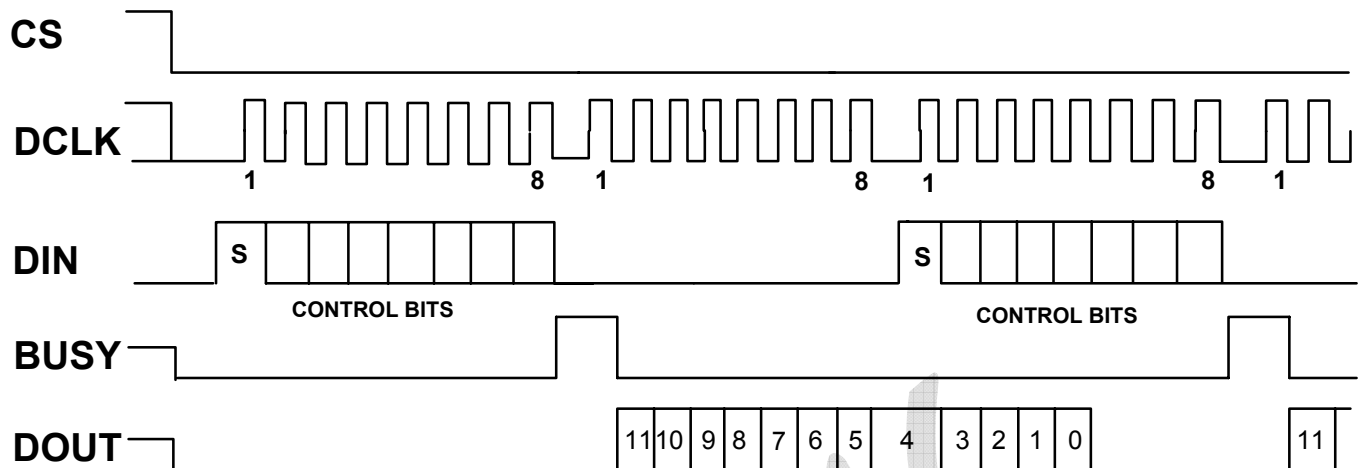 CS
DCLK
1 8 1 8 1 8 1
DIN S S
CONTROL BITS CONTROL BITS
BUSY
DOUT 11 10 9 8 7 6 5 4 3 2 1 0 11